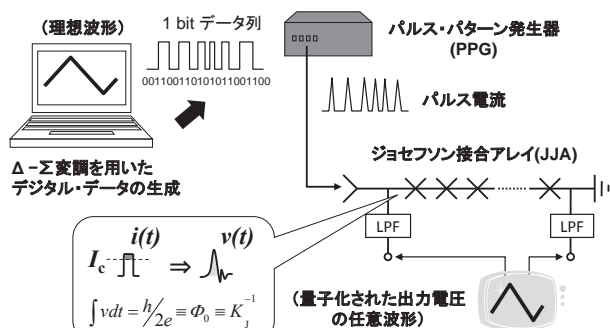 (理想波形)
1 bit データ列
001100110101011001100
Δ－Σ変調を用いた
デジタル・データの生成
パルス・パターン発生器
(PPG)
パルス電流
ジョセフソン接合アレイ(JJA)
LPF
LPF
i(t) v(t)
Ic ⇒
∫vdt = h/2e ≡ Φ0 ≡ KJ^-1
(量子化された出力電圧
の任意波形)